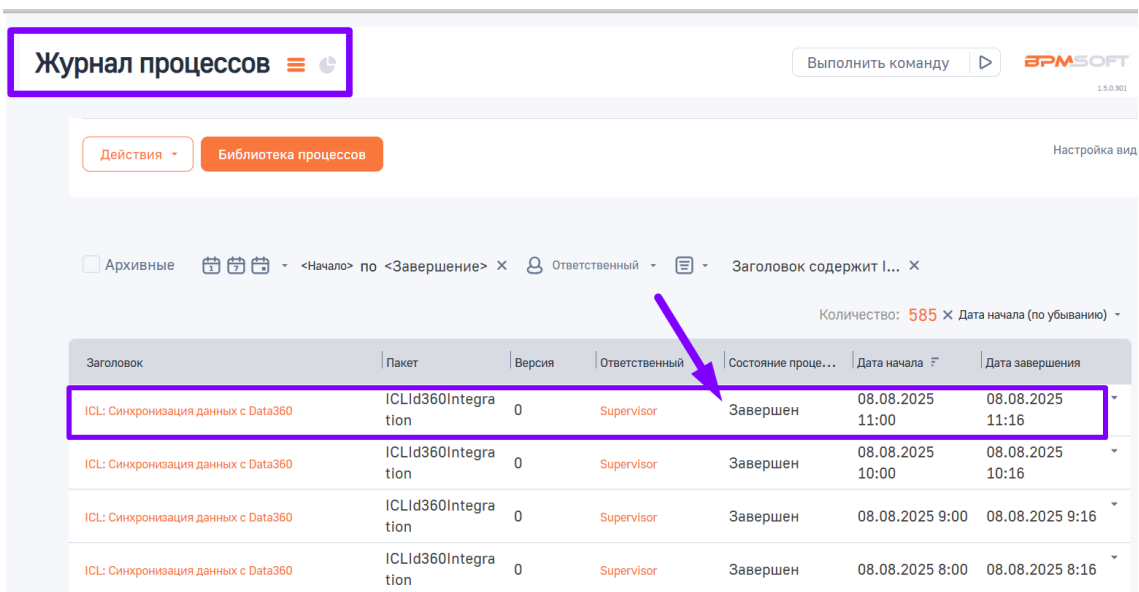 Журнал процессов
Выполнить команду
BPMSOFT
1.5.0.901
Действия
Библиотека процессов
Настройка вид
Архивные
1
7
<Начало> по <Завершение> ×
Ответственный
Заголовок содержит I... ×
Количество: 585 × Дата начала (по убыванию)
Заголовок Пакет Версия Ответственный Состояние проце... Дата начала Дата завершения
ICL: Синхронизация данных с Data360 ICLId360Integra 0 Supervisor Завершен 08.08.2025 08.08.2025
tion 11:00 11:16
ICL: Синхронизация данных с Data360 ICLId360Integra 0 Supervisor Завершен 08.08.2025 08.08.2025
tion 10:00 10:16
ICL: Синхронизация данных с Data360 ICLId360Integra 0 Supervisor Завершен 08.08.2025 9:00 08.08.2025 9:16
tion
ICL: Синхронизация данных с Data360 ICLId360Integra 0 Supervisor Завершен 08.08.2025 8:00 08.08.2025 8:16
tion